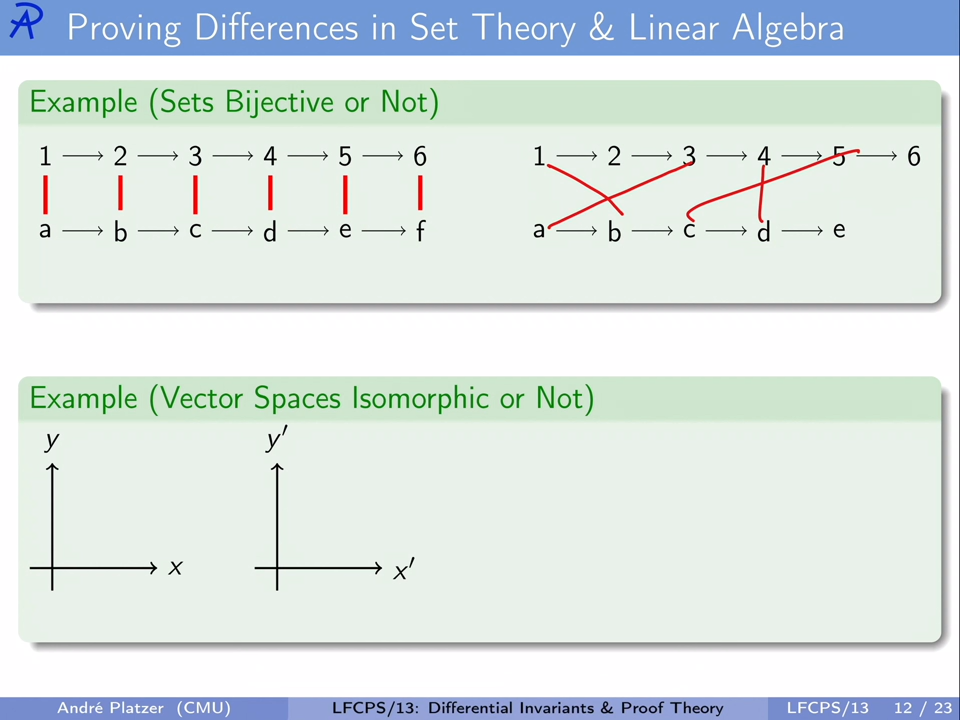 Proving Differences in Set Theory & Linear Algebra
Example (Sets Bijective or Not)
1 → 2 → 3 → 4 → 5 → 6
a → b → c → d → e → f
1 → 2 → 3 → 4 → 5 → 6
a → b → c → d → e
Example (Vector Spaces Isomorphic or Not)
y
x
y′
x′
André Platzer (CMU)
LFCPS/13: Differential Invariants & Proof Theory
LFCPS/13
12 / 23